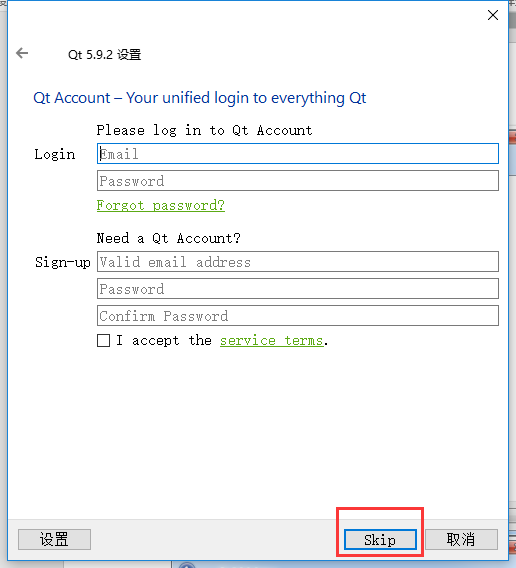 Qt 5.9.2 设置
Qt Account – Your unified login to everything Qt
Please log in to Qt Account
Login
Email
Password
Forgot password?
Need a Qt Account?
Sign-up
Valid email address
Password
Confirm Password
I accept the service terms.
设置
Skip
取消